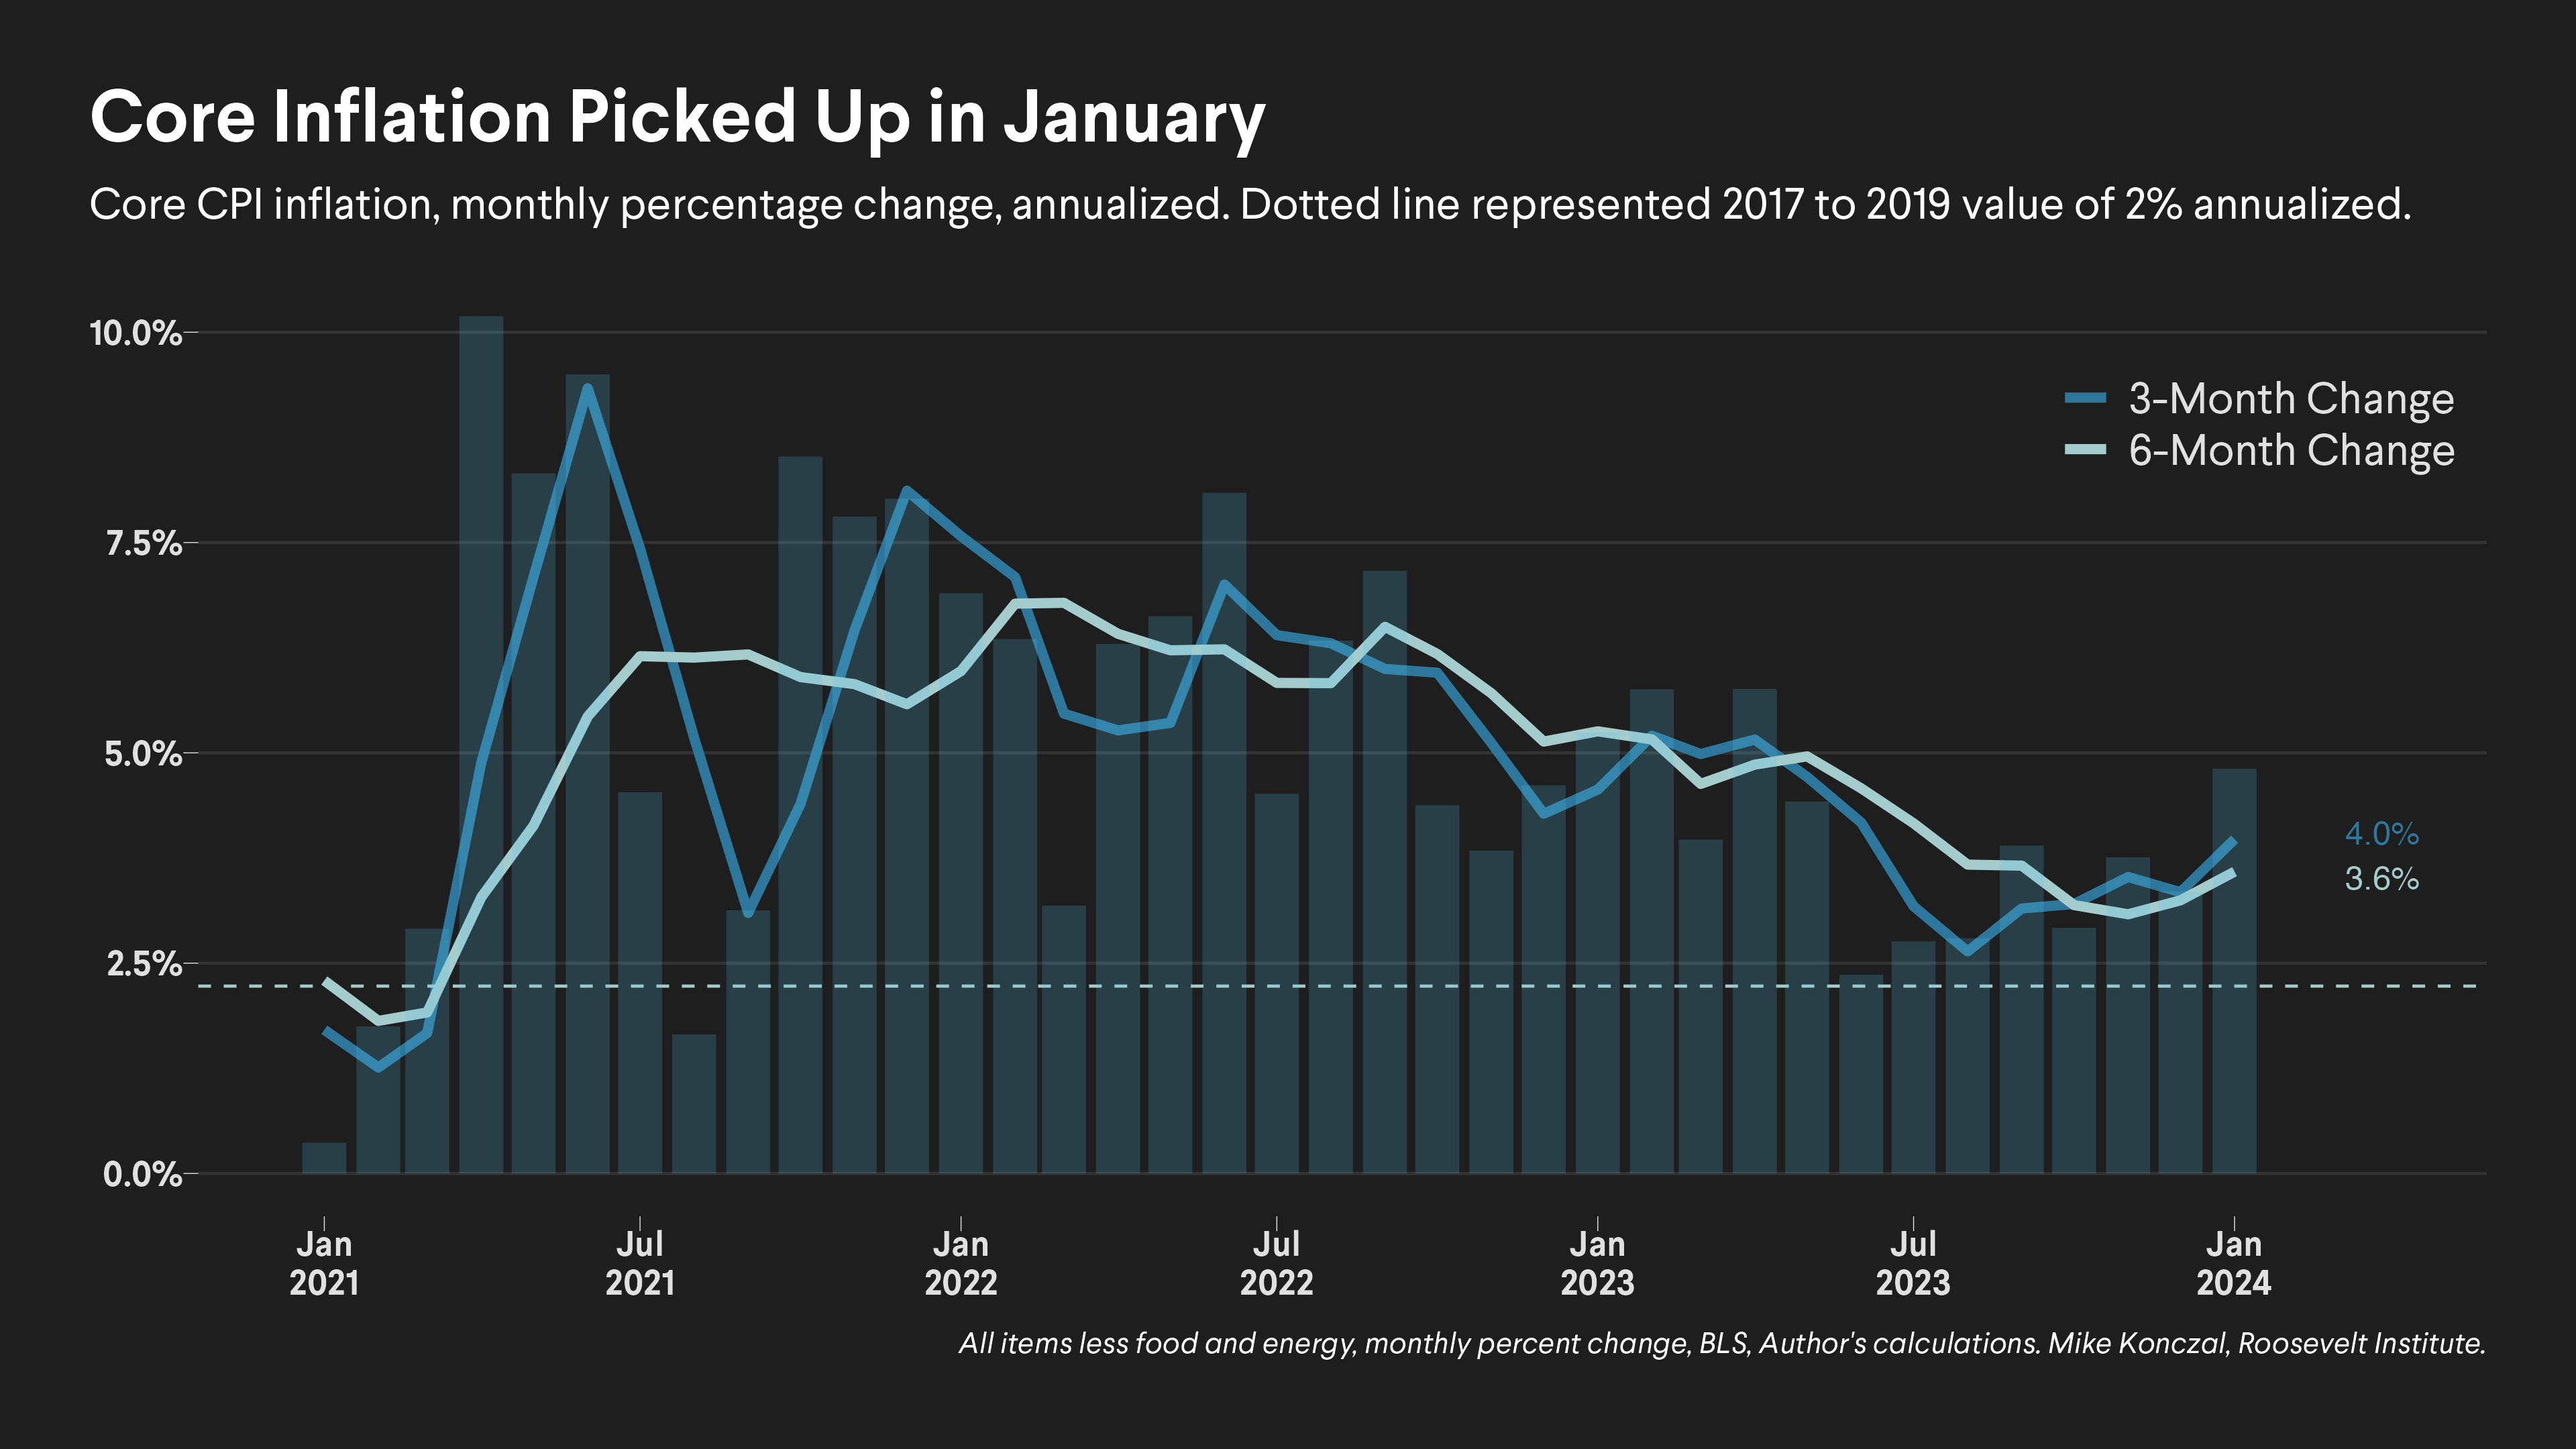 Core Inflation Picked Up in January
Core CPI inflation, monthly percentage change, annualized. Dotted line represented 2017 to 2019 value of 2% annualized.
10.0%
7.5%
5.0%
2.5%
0.0%
3-Month Change
6-Month Change
4.0%
3.6%
Jan
2021
Jul
2021
Jan
2022
Jul
2022
Jan
2023
Jul
2023
Jan
2024
All items less food and energy, monthly percent change, BLS, Author's calculations. Mike Konczal, Roosevelt Institute.